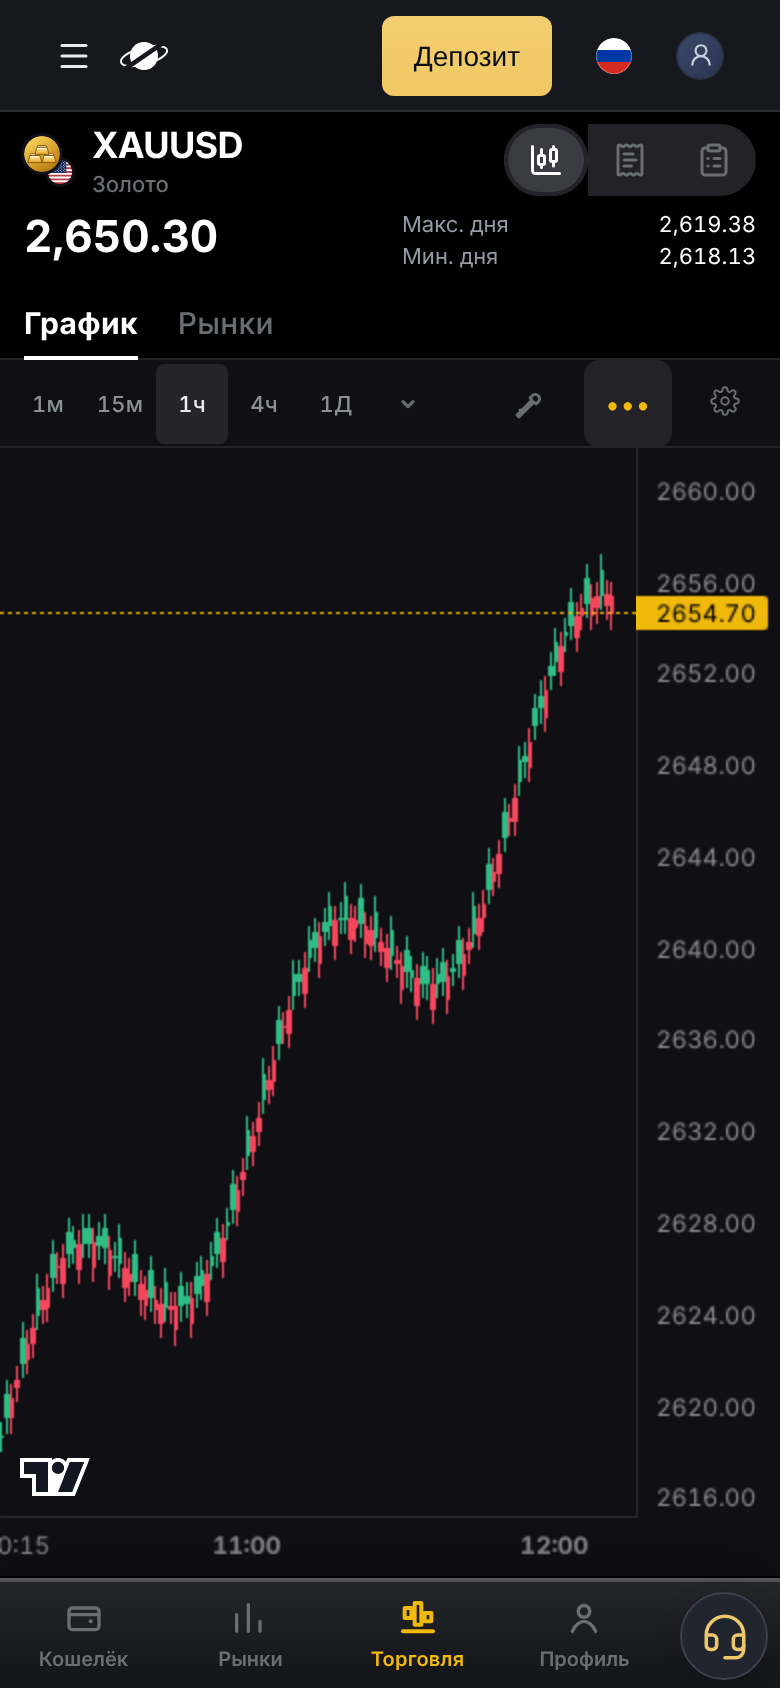 Депозит
XAUUSD
Золото
2,650.30
Макс. дня 2,619.38
Мин. дня 2,618.13
График Рынки
1м 15м 1ч 4ч 1Д
2660.00
2656.00
2654.70
2652.00
2648.00
2644.00
2640.00
2636.00
2632.00
2628.00
2624.00
2620.00
2616.00
0:15 11:00 12:00
Кошелёк Рынки Торговля Профиль